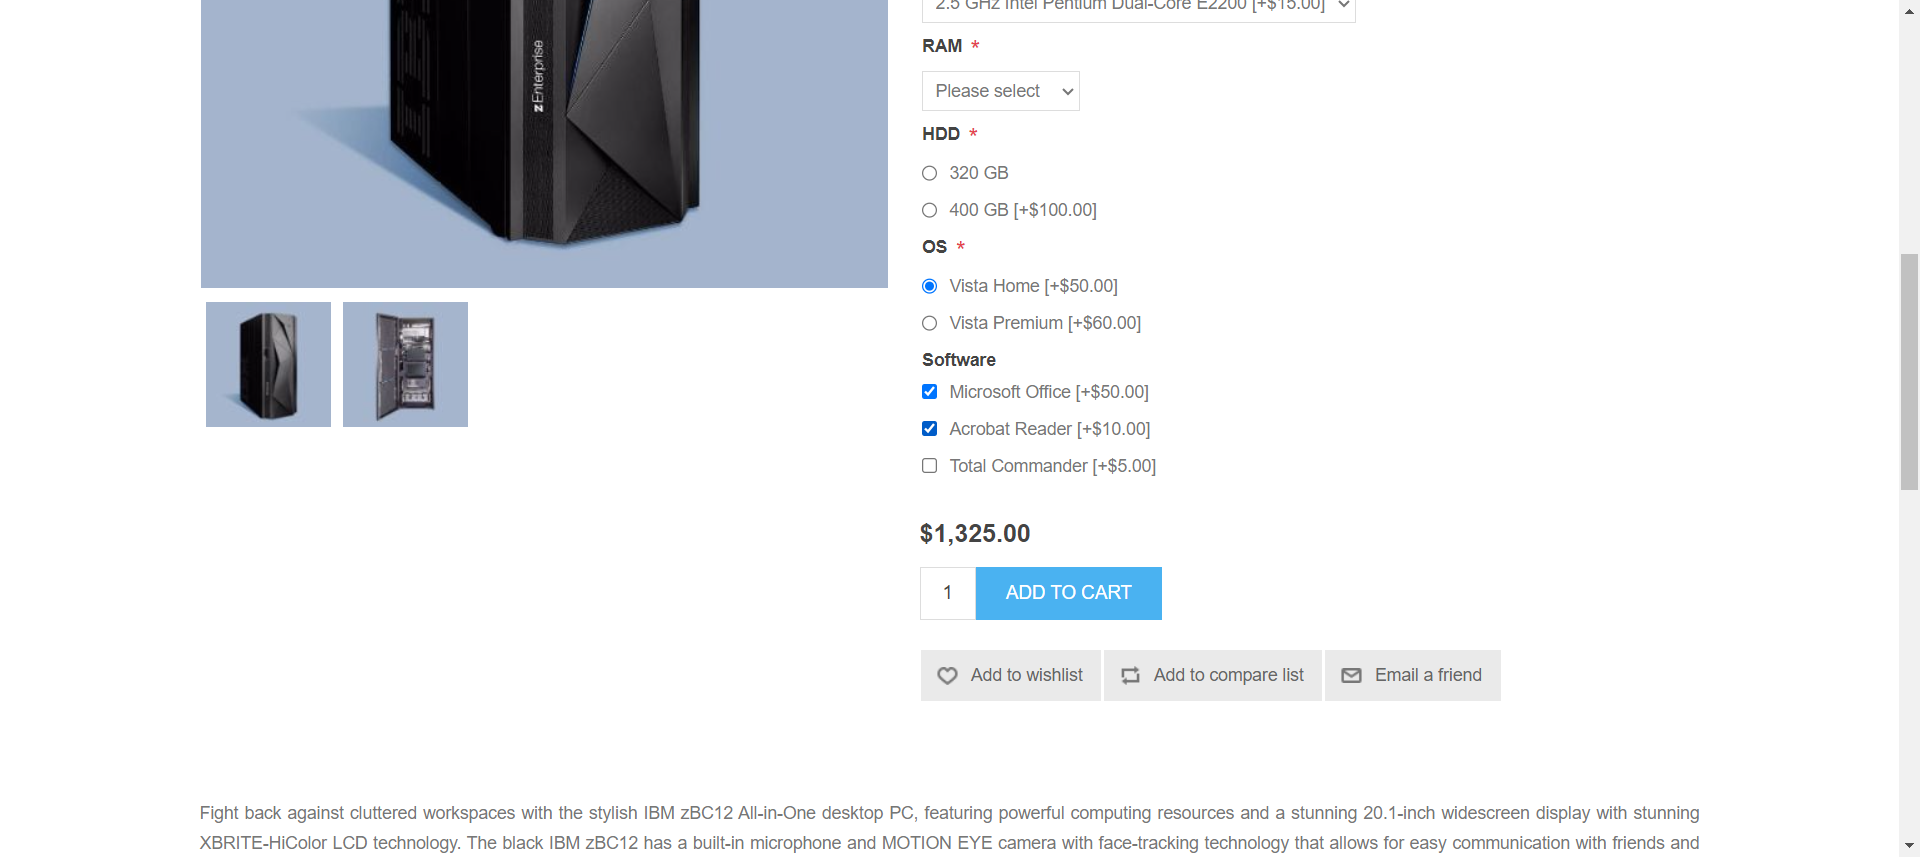 2.5 GHz Intel Pentium Dual-Core E2200 [+$15.00]
RAM *
Please select
HDD *
320 GB
400 GB [+$100.00]
OS *
Vista Home [+$50.00]
Vista Premium [+$60.00]
Software
Microsoft Office [+$50.00]
Acrobat Reader [+$10.00]
Total Commander [+$5.00]
$1,325.00
1 ADD TO CART
Add to wishlist Add to compare list Email a friend
zEnterprise
Fight back against cluttered workspaces with the stylish IBM zBC12 All-in-One desktop PC, featuring powerful computing resources and a stunning 20.1-inch widescreen display with stunning
XBRITE-HiColor LCD technology. The black IBM zBC12 has a built-in microphone and MOTION EYE camera with face-tracking technology that allows for easy communication with friends and